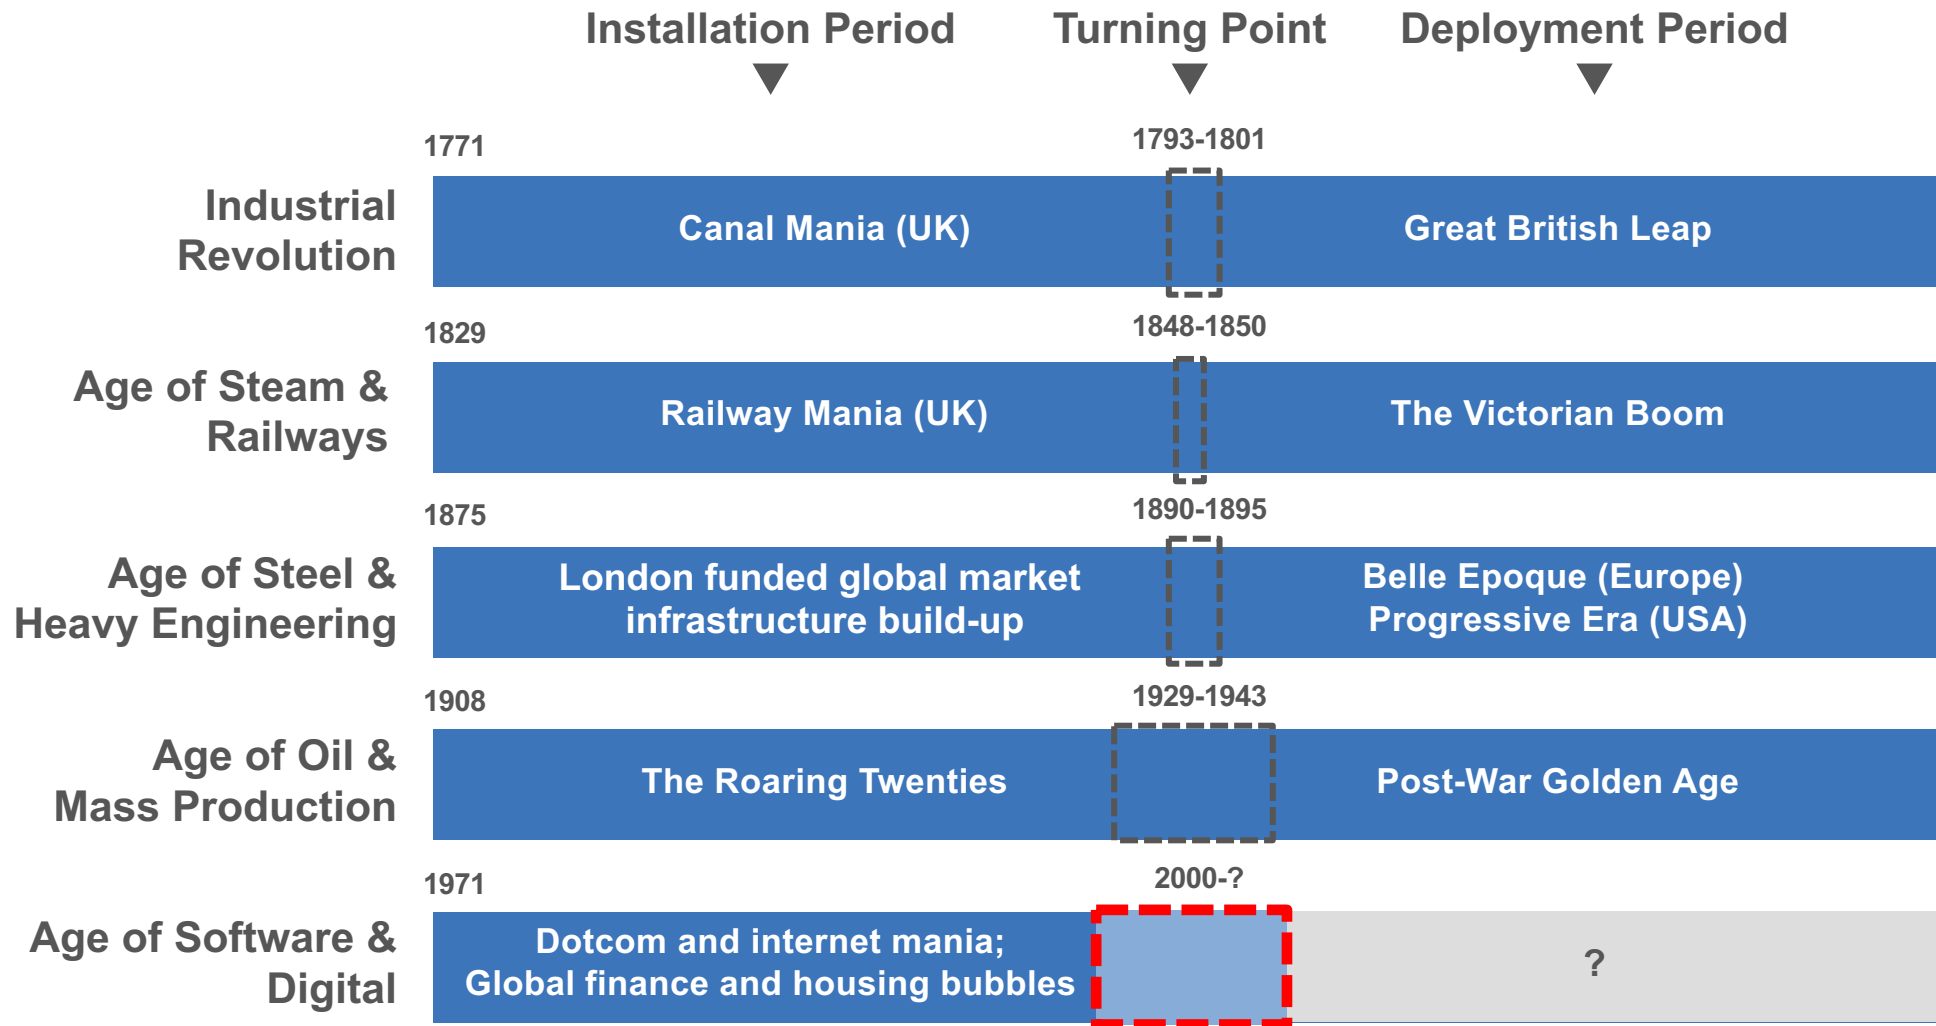 Installation Period
Turning Point
Deployment Period
1771
1793-1801
Industrial
Revolution
Canal Mania (UK)
Great British Leap
1829
1848-1850
Age of Steam &
Railways
Railway Mania (UK)
The Victorian Boom
1875
1890-1895
Age of Steel &
Heavy Engineering
London funded global market
infrastructure build-up
Belle Epoque (Europe)
Progressive Era (USA)
1908
1929-1943
Age of Oil &
Mass Production
The Roaring Twenties
Post-War Golden Age
1971
2000-?
Age of Software &
Digital
Dotcom and internet mania;
Global finance and housing bubbles
?